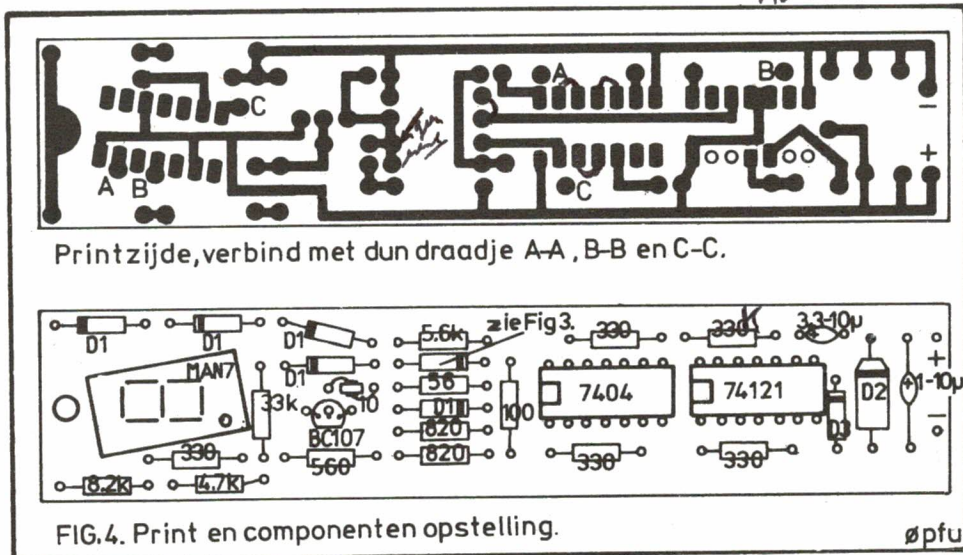 A
B
C
-
+
C
A B
Printzijde, verbind met dun draadje A-A, B-B en C-C.
D1
D1
D1
5.6k
zie Fig 3.
330
330K
3,3-10µ
MAN7
D1
56
7404
74121
D2
+
1-10µ
33k
10
D1
100
D3
-
BC107
820
330
560
820
330
330
8.2k
4.7k
FIG.4. Print en componenten opstelling.
øpfu